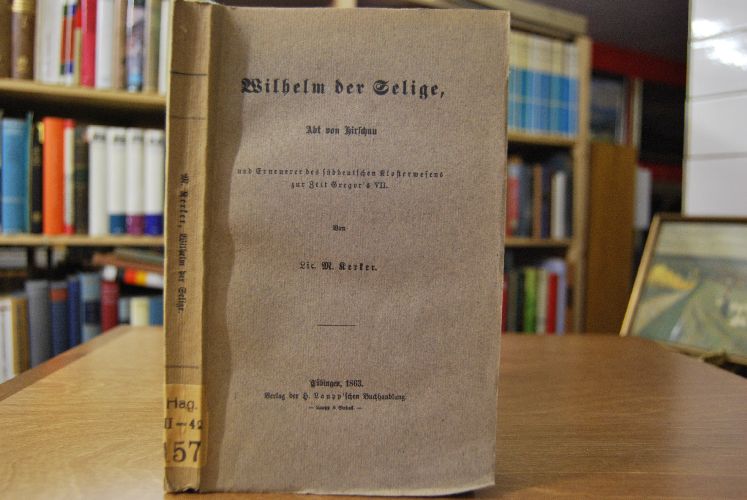 Wilhelm der Selige,
Abt von Hirschau
und Erneuerer des süddeutschen Klosterwesens
zur Zeit Gregor's VII.
Von
Lic. M. Kerker.
Tübingen, 1863.
Verlag der H. Laupp'schen Buchhandlung.
— Laupp & Siebeck. —
M. Kerker, Wilhelm der Selige.
Hag.
II-42
157